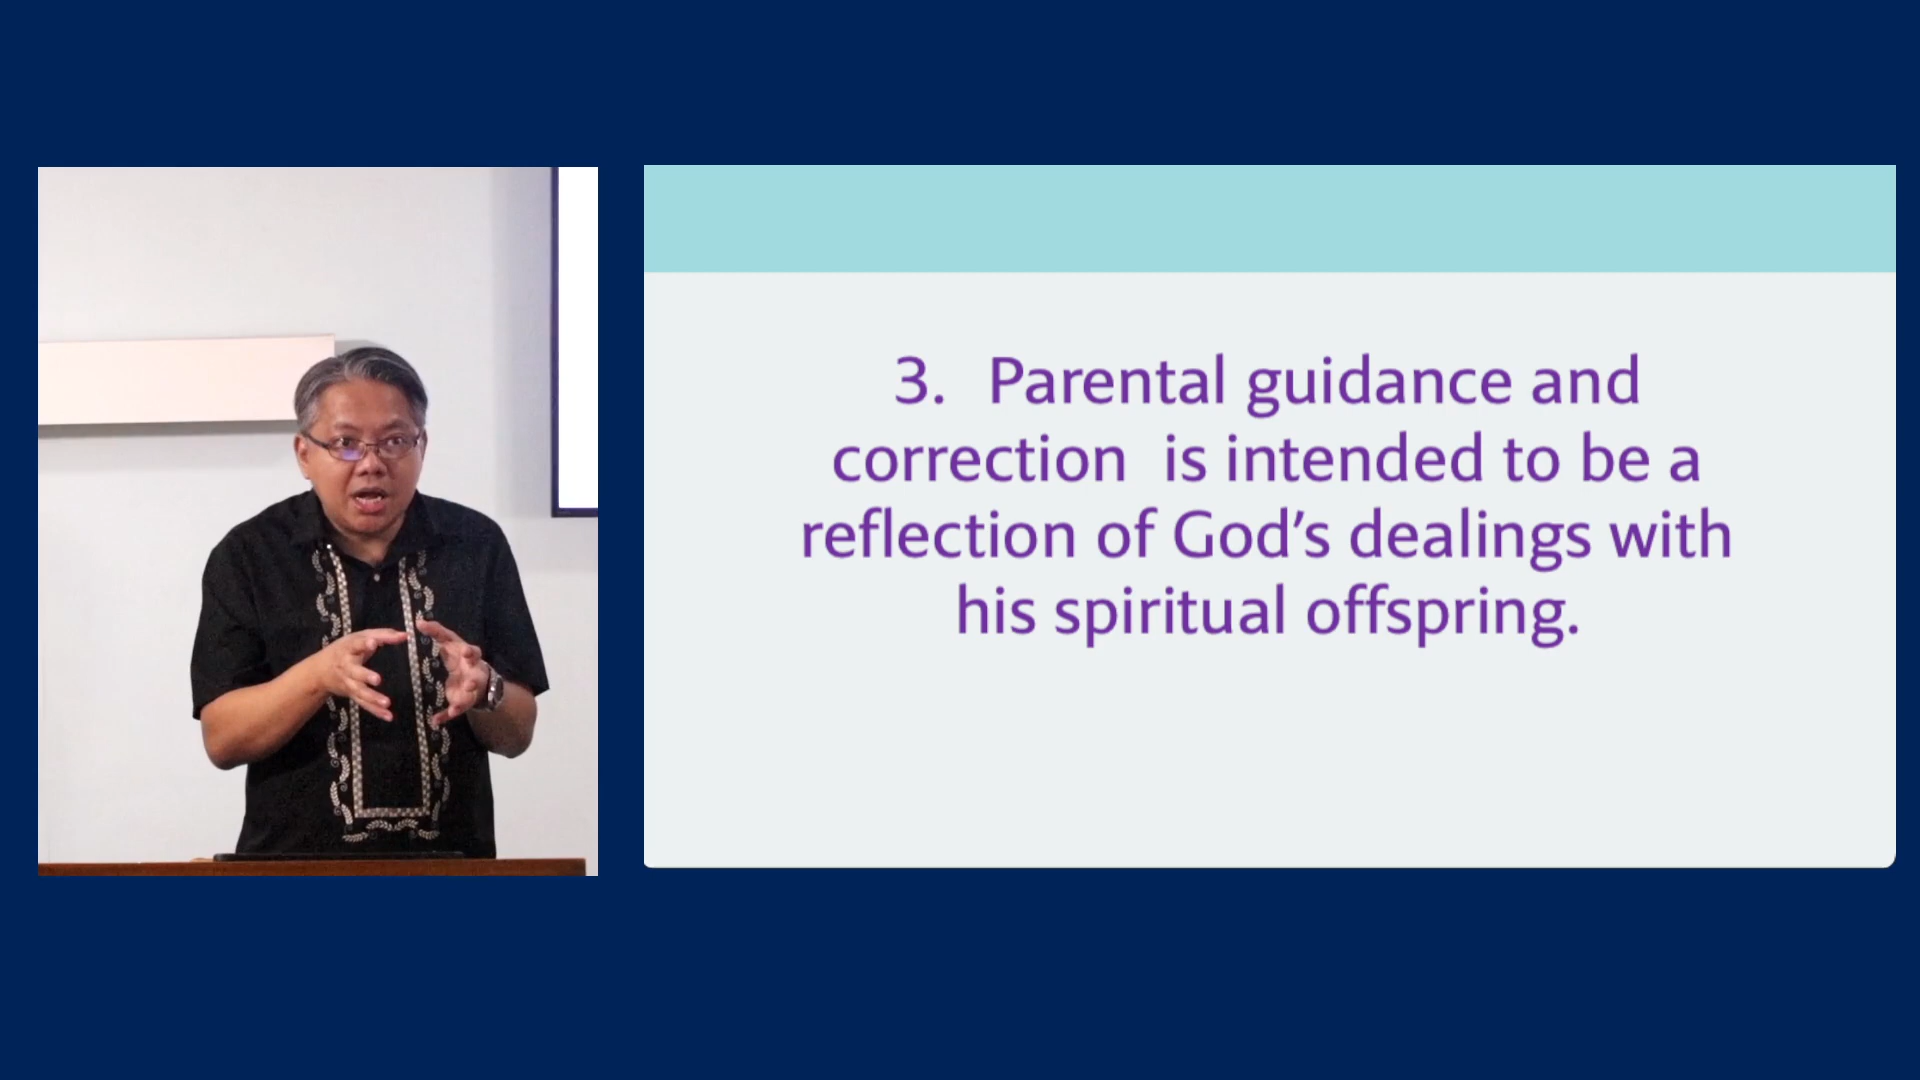 3. Parental guidance and
correction is intended to be a
reflection of God’s dealings with
his spiritual offspring.